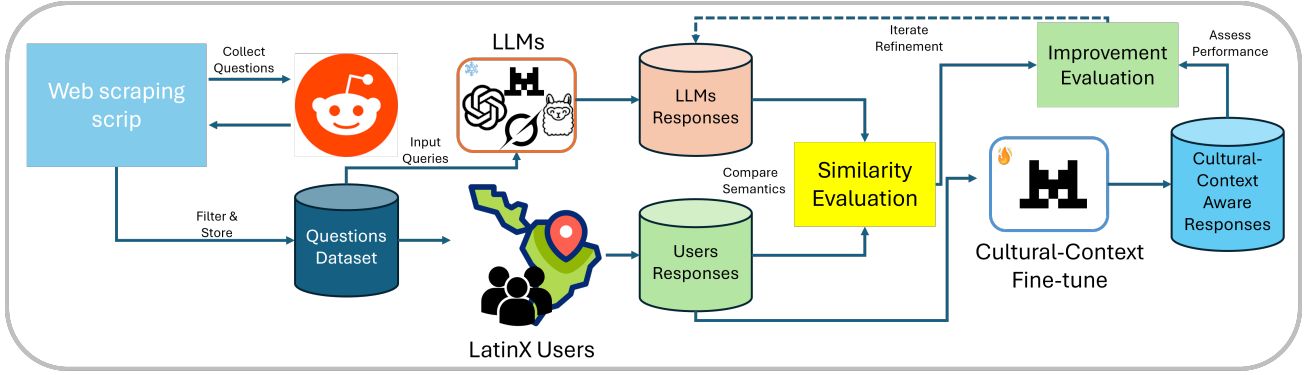 Web scraping
scrip
Collect
Questions
Filter &
Store
Questions
Dataset
Input
Queries
LLMs
LatinX Users
LLMs
Responses
Users
Responses
Compare
Semantics
Similarity
Evaluation
Iterate
Refinement
Improvement
Evaluation
Assess
Performance
Cultural-Context
Fine-tune
Cultural-
Context
Aware
Responses